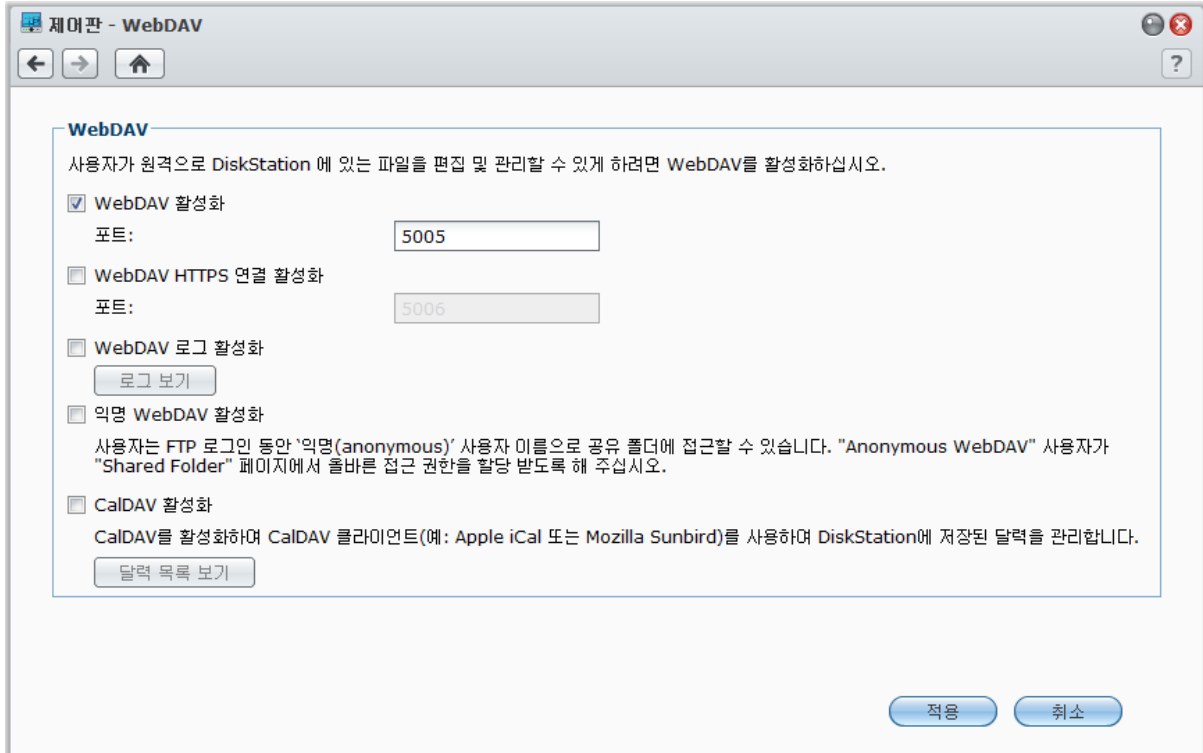 제어판 - WebDAV
?
WebDAV
사용자가 원격으로 DiskStation 에 있는 파일을 편집 및 관리할 수 있게 하려면 WebDAV를 활성화하십시오.
WebDAV 활성화
포트: 5005
WebDAV HTTPS 연결 활성화
포트: 5006
WebDAV 로그 활성화
로그 보기
익명 WebDAV 활성화
사용자는 FTP 로그인 동안 '익명(anonymous)' 사용자 이름으로 공유 폴더에 접근할 수 있습니다. "Anonymous WebDAV" 사용자가
"Shared Folder" 페이지에서 올바른 접근 권한을 할당 받도록 해 주십시오.
CalDAV 활성화
CalDAV를 활성화하여 CalDAV 클라이언트(예: Apple iCal 또는 Mozilla Sunbird)를 사용하여 DiskStation에 저장된 달력을 관리합니다.
달력 목록 보기
적용 취소